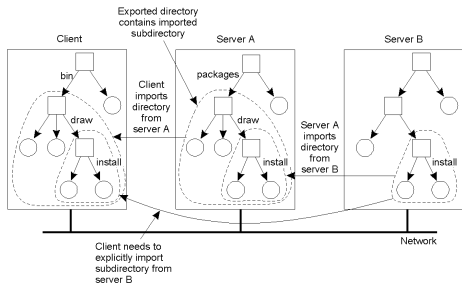 Exported directory
contains imported
subdirectory
Client
Server A
Server B
bin
packages
Client
imports
directory
from
server A
draw
draw
Server A
imports
directory
from
server B
install
install
install
Network
Client needs to
explicitly import
subdirectory from
server B